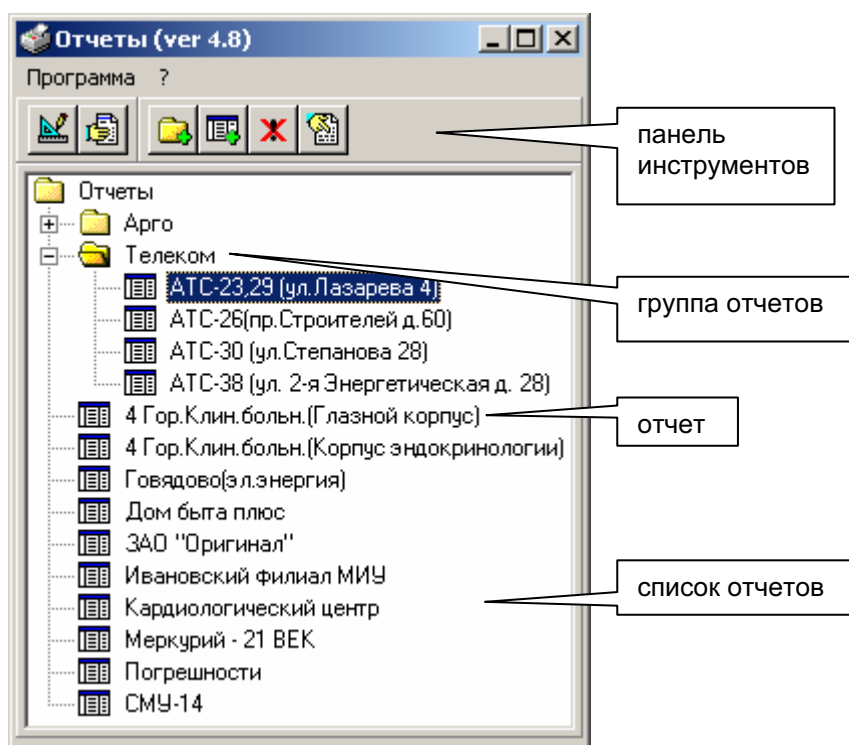 Отчеты (ver 4.8)
Программа ?
панель
инструментов
Отчеты
Арго
Телеком
АТС-23,29 (ул.Лазарева 4)
группа отчетов
АТС-26(пр.Строителей д.60)
АТС-30 (ул.Степанова 28)
АТС-38 (ул. 2-я Энергетическая д. 28)
4 Гор.Клин.больн.(Глазной корпус)
отчет
4 Гор.Клин.больн.(Корпус эндокринологии)
Говядово(эл.энергия)
Дом быта плюс
ЗАО "Оригинал"
Ивановский филиал МИУ
список отчетов
Кардиологический центр
Меркурий - 21 ВЕК
Погрешности
СМУ-14